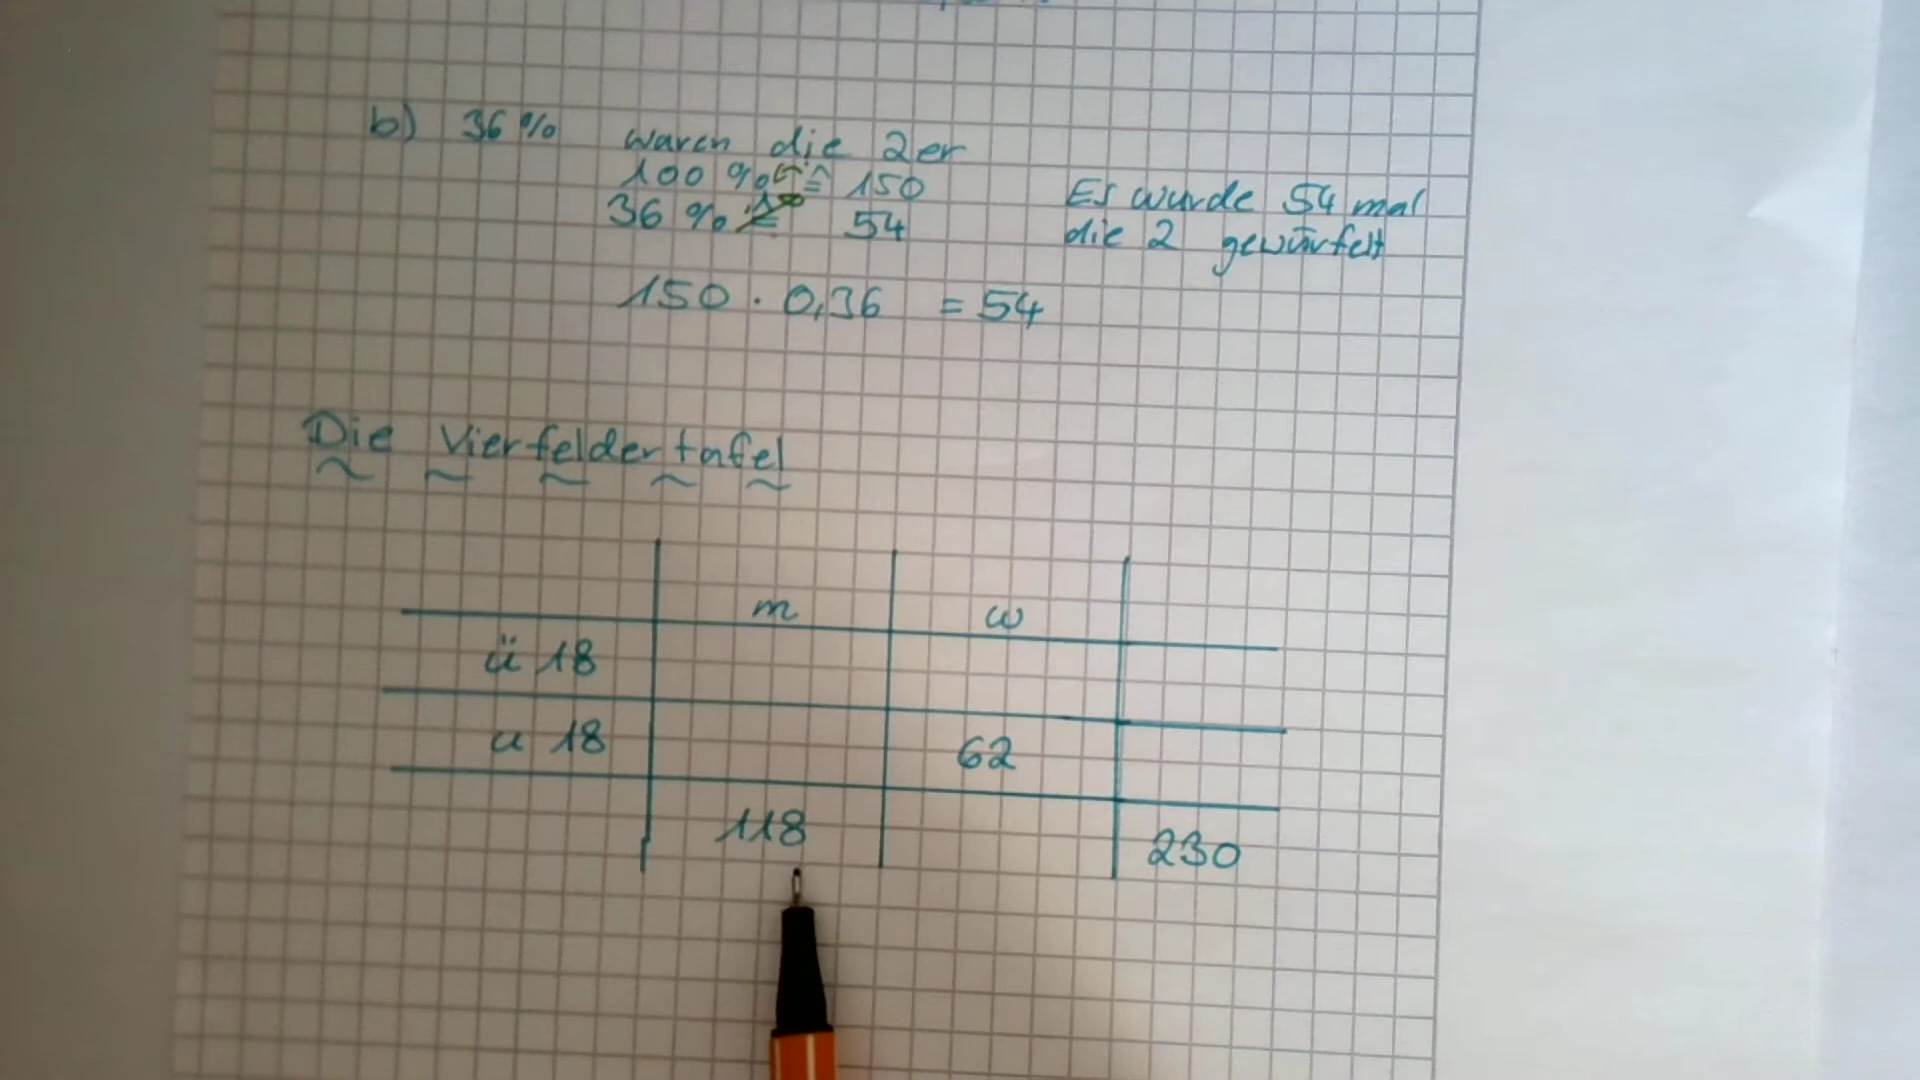 b) 36 % waren die 2er
100 % ≙ 150
36 % ≙ 54
Es wurde 54 mal
die 2 gewürfelt
150 · 0,36 = 54
Die Vierfeldertafel
m w
ü 18
u 18 62
118 230